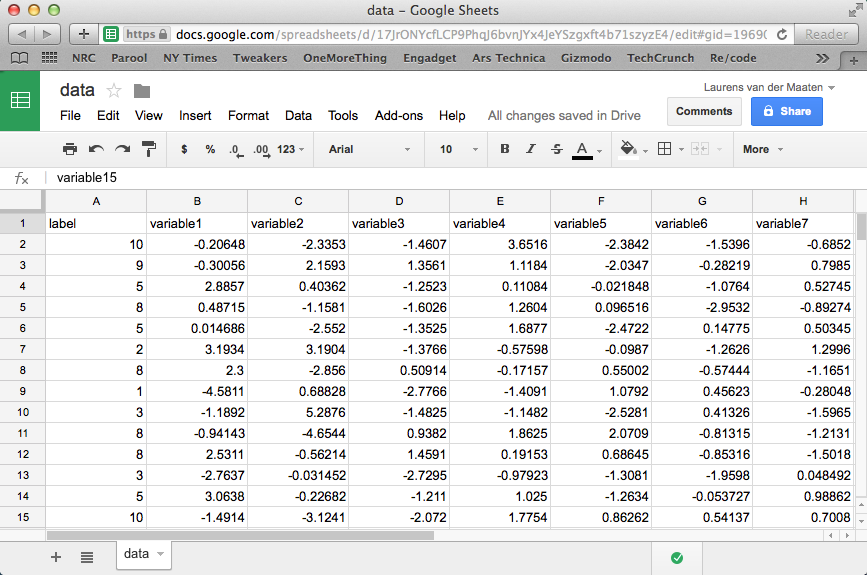 data – Google Sheets
https docs.google.com/spreadsheets/d/17JrONYcfLCP9PhqJ6bvnJYx4JeYSzgxft4b71szyzE4/edit#gid=1969 Reader
NRC Parool NY Times Tweakers OneMoreThing Engadget Ars Technica Gizmodo TechCrunch Re/code
data Laurens van der Maaten
File Edit View Insert Format Data Tools Add-ons Help All changes saved in Drive Comments Share
$ % .0 .00 123 Arial 10 B I S A More
fx variable15
A B C D E F G H
1 label variable1 variable2 variable3 variable4 variable5 variable6 variable7
2 10 -0.20648 -2.3353 -1.4607 3.6516 -2.3842 -1.5396 -0.6852
3 9 -0.30056 2.1593 1.3561 1.1184 -2.0347 -0.28219 0.7985
4 5 2.8857 0.40362 -1.2523 0.11084 -0.021848 -1.0764 0.52745
5 8 0.48715 -1.1581 -1.6026 1.2604 0.096516 -2.9532 -0.89274
6 5 0.014686 -2.552 -1.3525 1.6877 -2.4722 0.14775 0.50345
7 2 3.1934 3.1904 -1.3766 -0.57598 -0.0987 -1.2626 1.2996
8 8 2.3 -2.856 0.50914 -0.17157 0.55002 -0.57444 -1.1651
9 1 -4.5811 0.68828 -2.7766 -1.4091 1.0792 0.45623 -0.28048
10 3 -1.1892 5.2876 -1.4825 -1.1482 -2.5281 0.41326 -1.5965
11 8 -0.94143 -4.6544 0.9382 1.8625 2.0709 -0.81315 -1.2131
12 8 2.5311 -0.56214 1.4591 0.19153 0.68645 -0.85316 -1.5018
13 3 -2.7637 -0.031452 -2.7295 -0.97923 -1.3081 -1.9598 0.048492
14 5 3.0638 -0.22682 -1.211 1.025 -1.2634 -0.053727 0.98862
15 10 -1.4914 -3.1241 -2.072 1.7754 0.86262 0.54137 0.7008
data